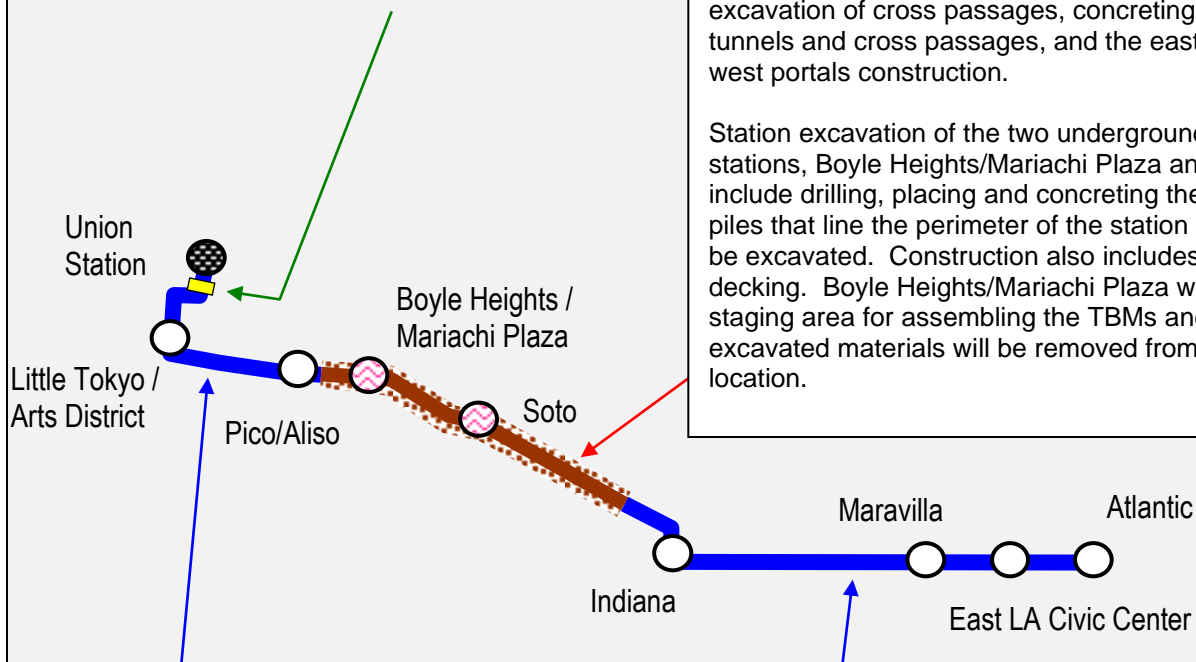 excavation of cross passages, concreting
tunnels and cross passages, and the east
west portals construction.
Station excavation of the two underground
stations, Boyle Heights/Mariachi Plaza an
include drilling, placing and concreting the
piles that line the perimeter of the station
be excavated. Construction also includes
decking. Boyle Heights/Mariachi Plaza w
staging area for assembling the TBMs and
excavated materials will be removed from
location.
Union
Station
Boyle Heights /
Mariachi Plaza
Little Tokyo /
Arts District
Pico/Aliso
Soto
Maravilla
Atlantic
Indiana
East LA Civic Center